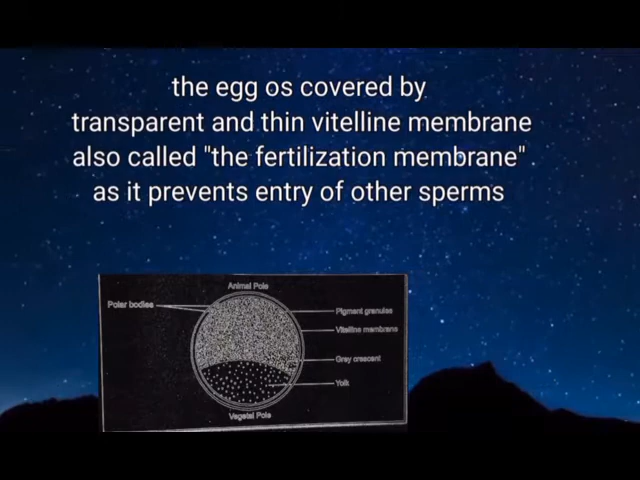 the egg os covered by
transparent and thin vitelline membrane
also called "the fertilization membrane"
as it prevents entry of other sperms
Animal Pole
Polar bodies
Pigment granules
Vitelline membrane
Grey crescent
Yolk
Vegetal Pole